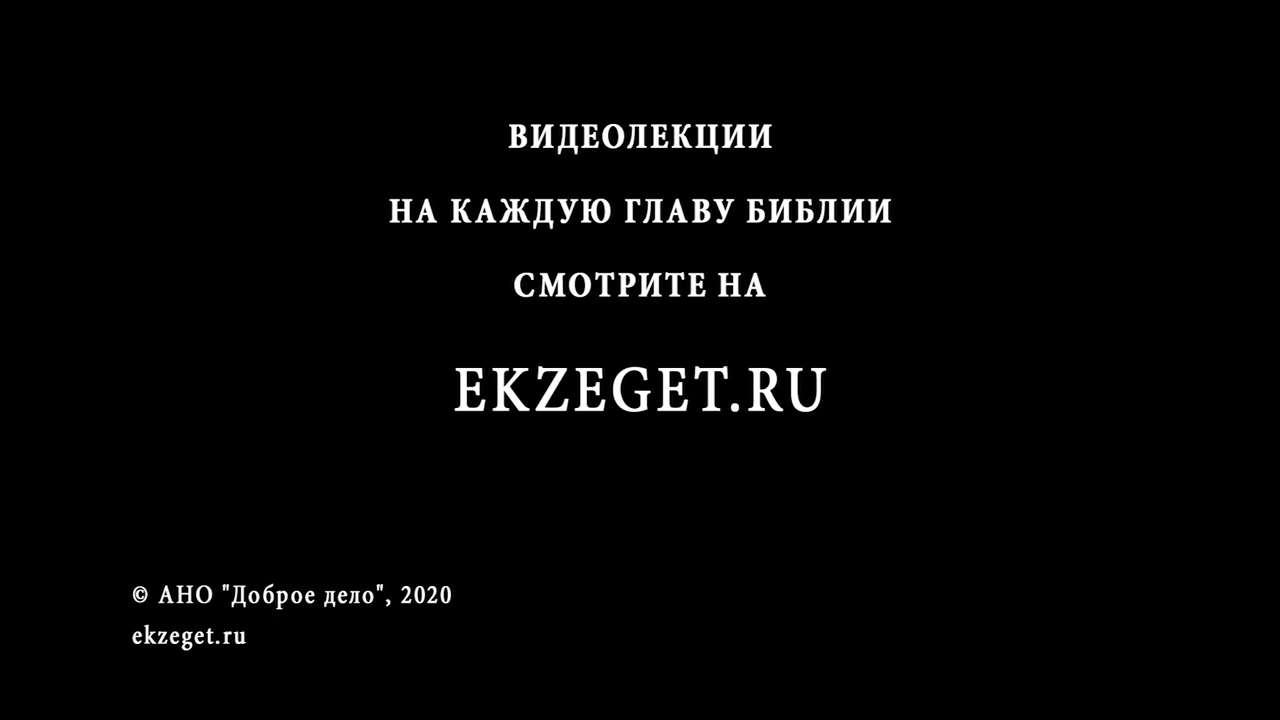 ВИДЕОЛЕКЦИИ
НА КАЖДУЮ ГЛАВУ БИБЛИИ
СМОТРИТЕ НА
EKZEGET.RU
© АНО "Доброе дело", 2020
ekzeget.ru